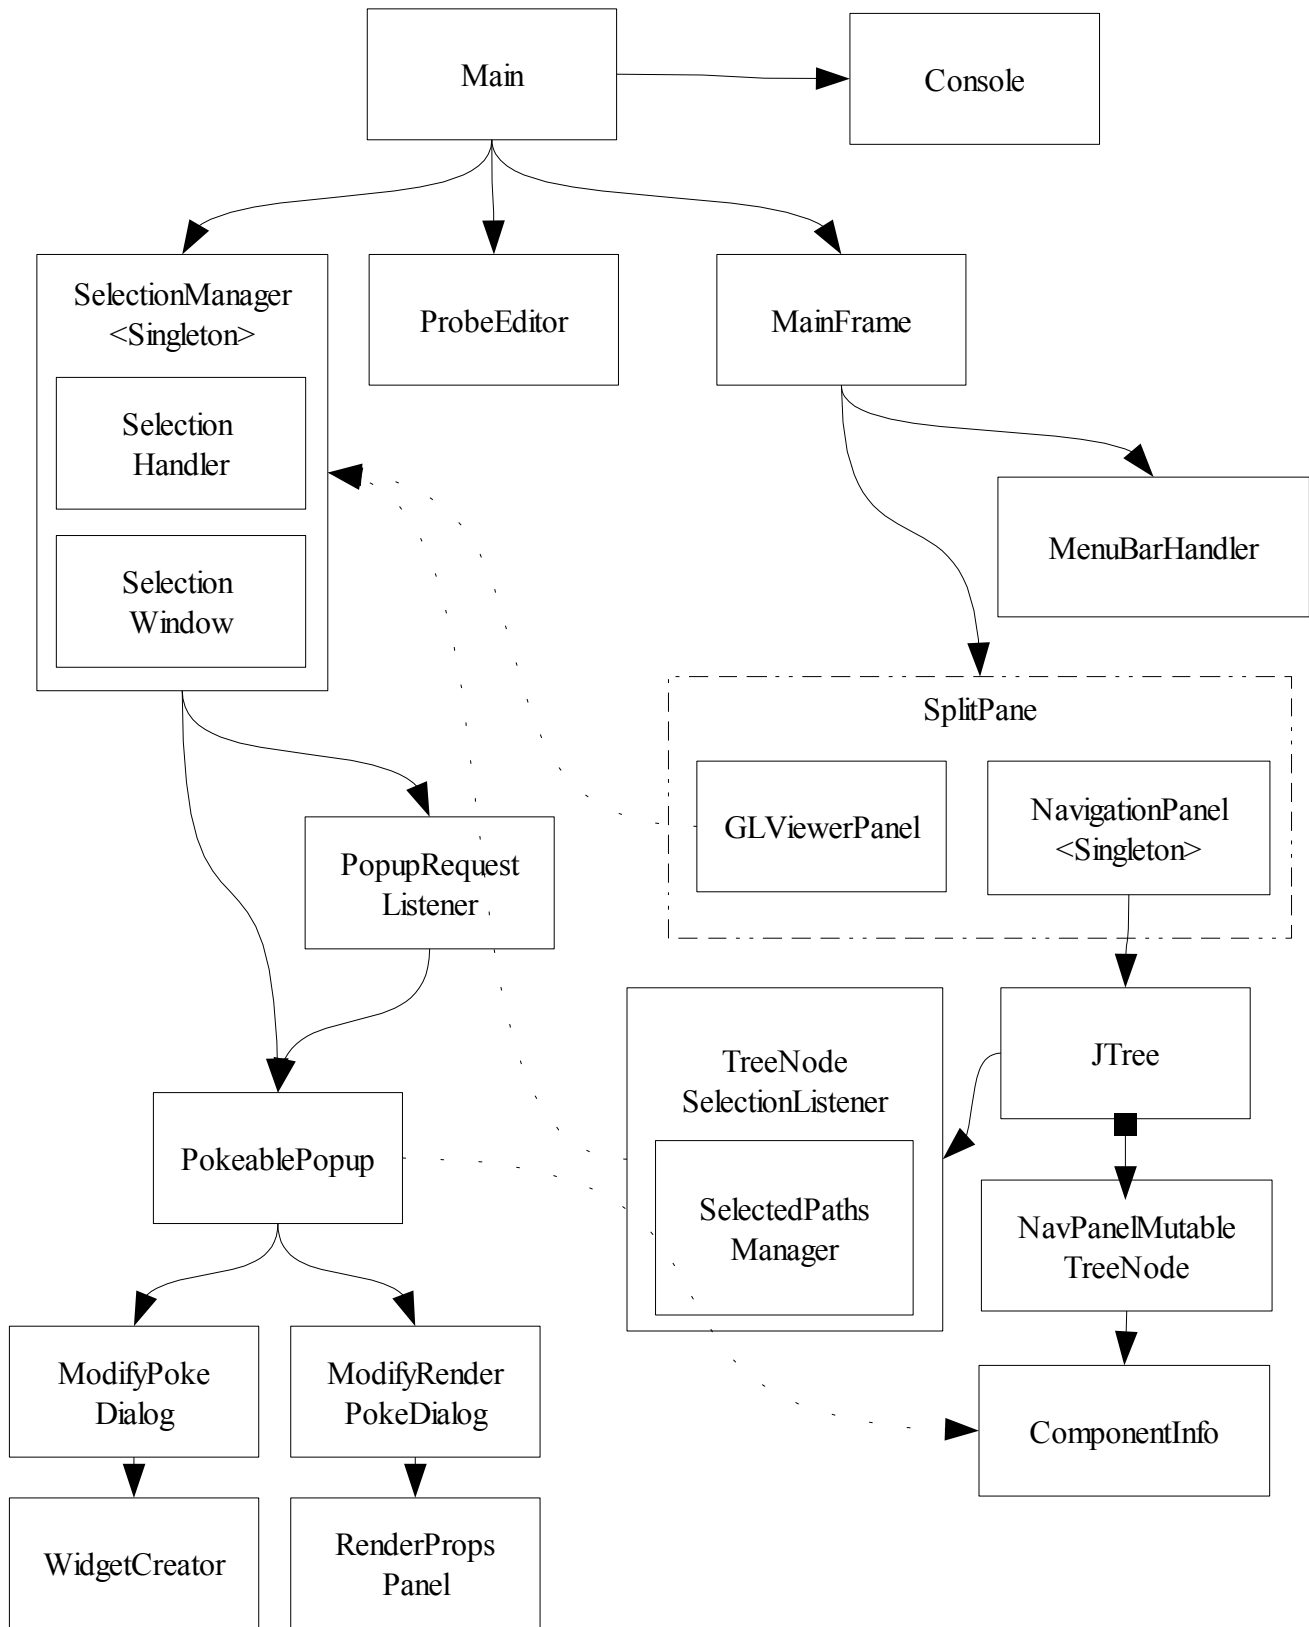 Main
Console
SelectionManager
<Singleton>
ProbeEditor
MainFrame
Selection
Handler
Selection
Window
MenuBarHandler
SplitPane
GLViewerPanel
NavigationPanel
<Singleton>
PopupRequest
Listener
TreeNode
SelectionListener
JTree
PokeablePopup
SelectedPaths
Manager
NavPanelMutable
TreeNode
ModifyPoke
Dialog
ModifyRender
PokeDialog
ComponentInfo
WidgetCreator
RenderProps
Panel